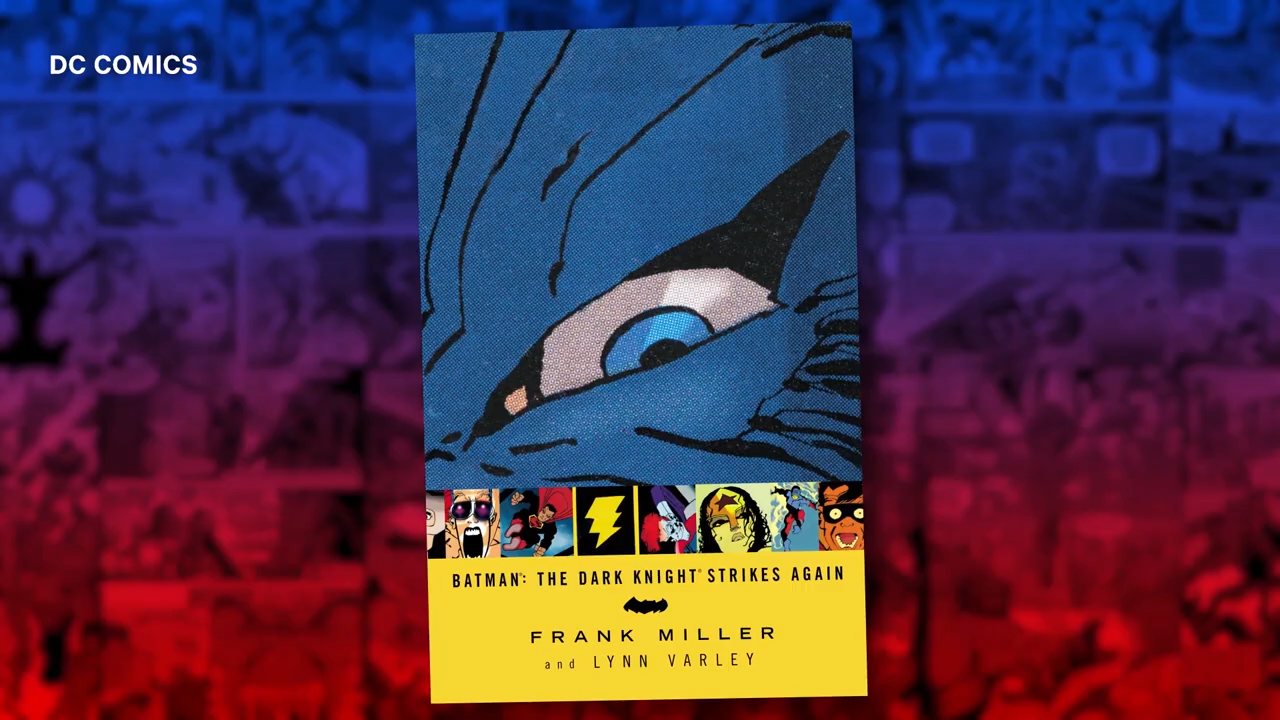 DC COMICS
BATMAN®: THE DARK KNIGHT® STRIKES AGAIN
FRANK MILLER
and LYNN VARLEY